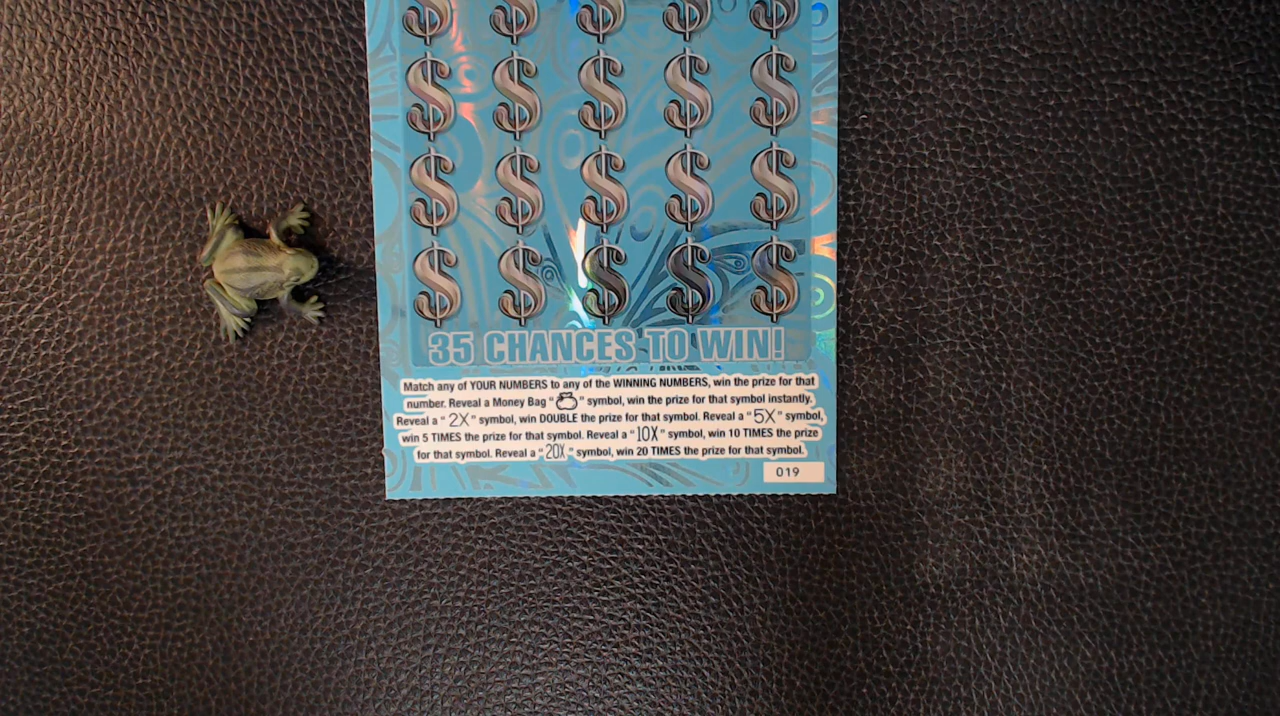 $ $ $ $ $
$ $ $ $ $
$ $ $ $ $
$ $ $ $ $
35 CHANCES TO WIN!
Match any of YOUR NUMBERS to any of the WINNING NUMBERS, win the prize for that
number. Reveal a Money Bag " " symbol, win the prize for that symbol instantly.
Reveal a "2X" symbol, win DOUBLE the prize for that symbol. Reveal a "5X" symbol,
win 5 TIMES the prize for that symbol. Reveal a "10X" symbol, win 10 TIMES the prize
for that symbol. Reveal a "20X" symbol, win 20 TIMES the prize for that symbol.
019